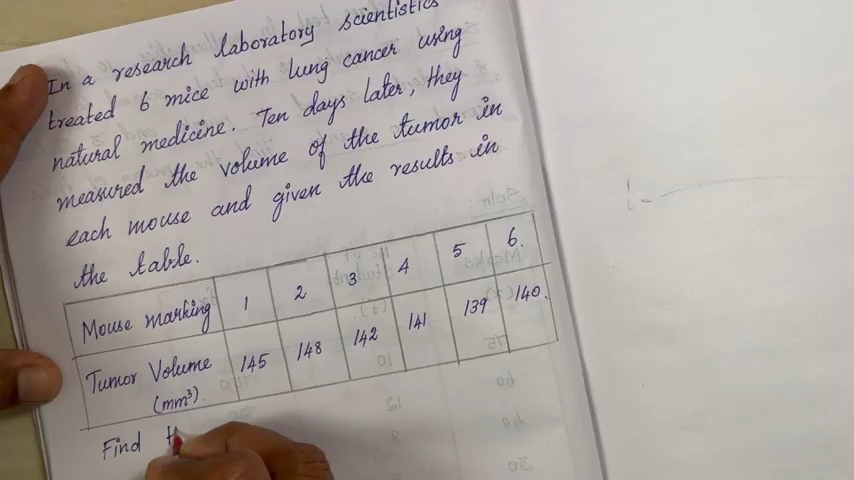 In a research laboratory scientistics
treated 6 mice with lung cancer using
natural medicine. Ten days later, they
measured the volume of the tumor in
each mouse and given the results in
the table.
Mouse marking 1 2 3 4 5 6.
Tumor Volume (mm³). 145 148 142 141 139 140.
Find